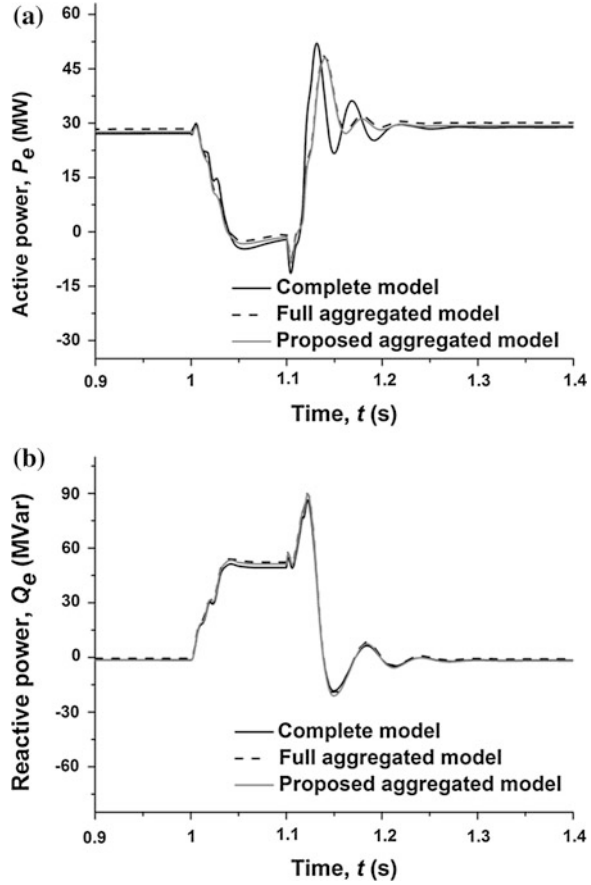 (a)
60
45
30
15
0
-15
-30
Active power, Pe (MW)
Complete model
Full aggregated model
Proposed aggregated model
0.9 1 1.1 1.2 1.3 1.4
Time, t (s)
(b)
90
60
30
0
-30
-60
Reactive power, Qe (MVar)
Complete model
Full aggregated model
Proposed aggregated model
0.9 1 1.1 1.2 1.3 1.4
Time, t (s)